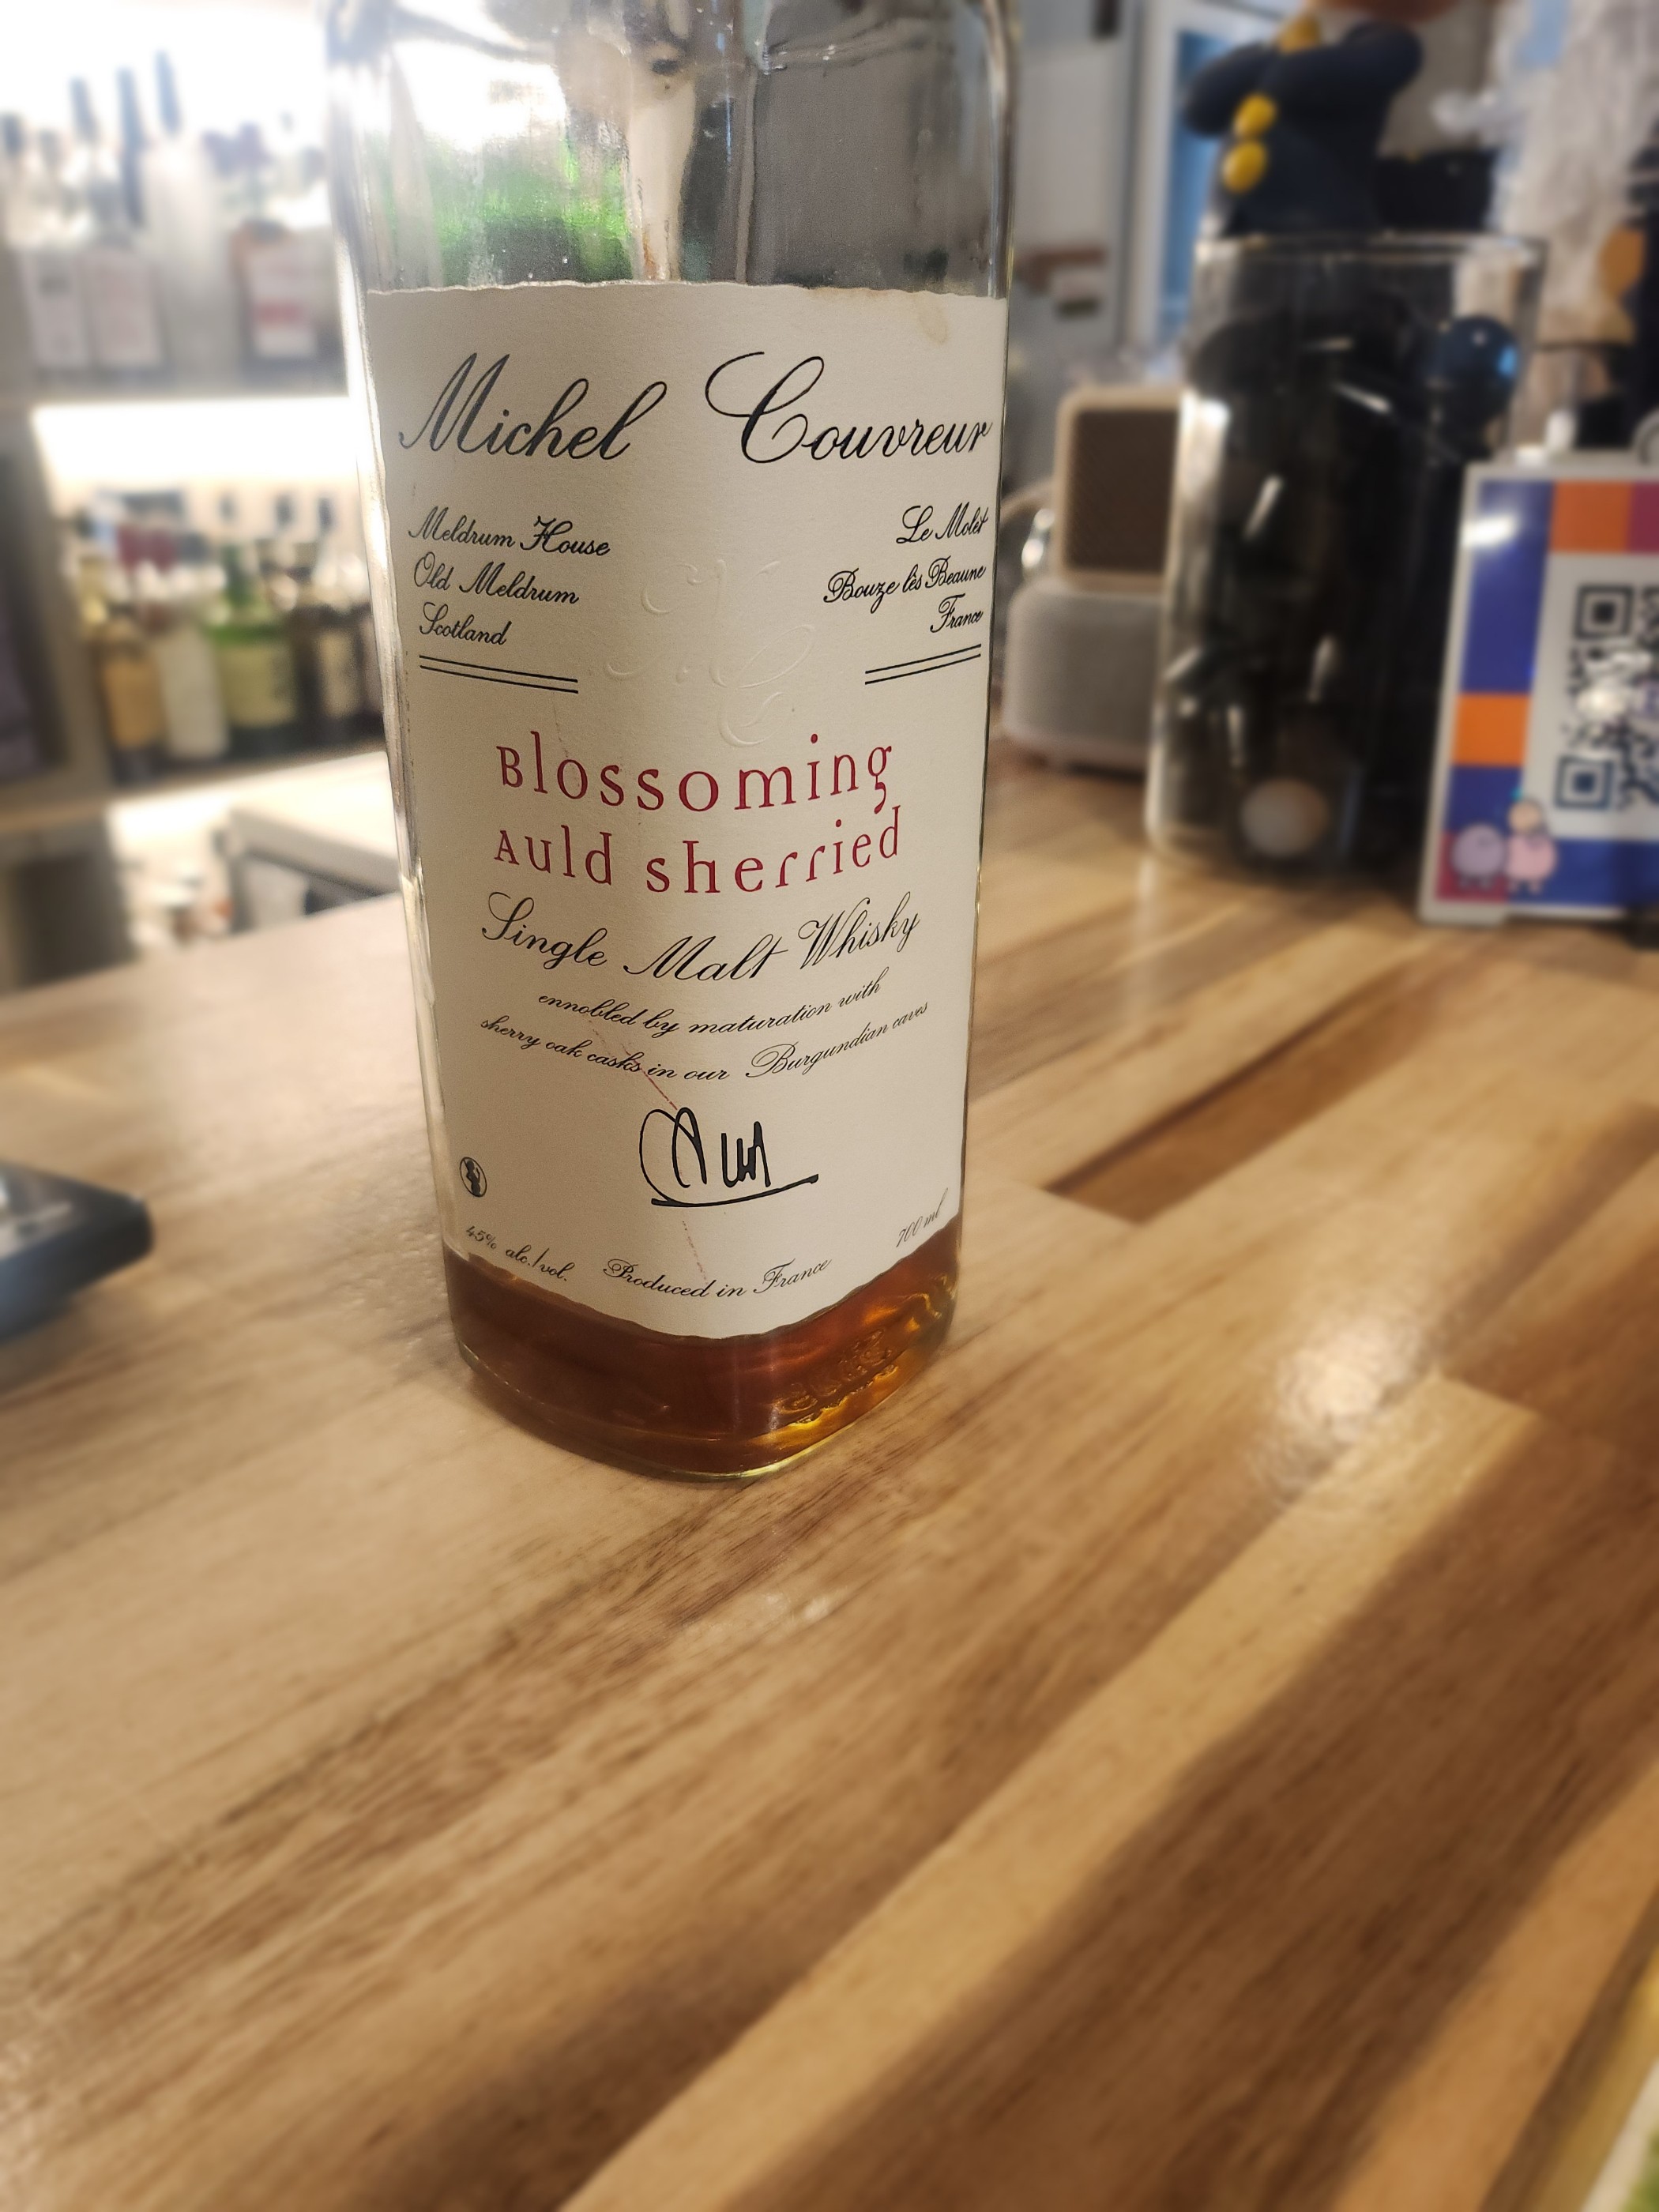 Michel Couvreur
Meldrum House
Old Meldrum
Scotland
Le Molèt
Bouze lès Beaune
France
Blossoming
Auld sherried
Single Malt Whisky
ennobled by maturation with
sherry oak casks in our Burgundian caves
45% alc./vol.
Produced in France
700 ml